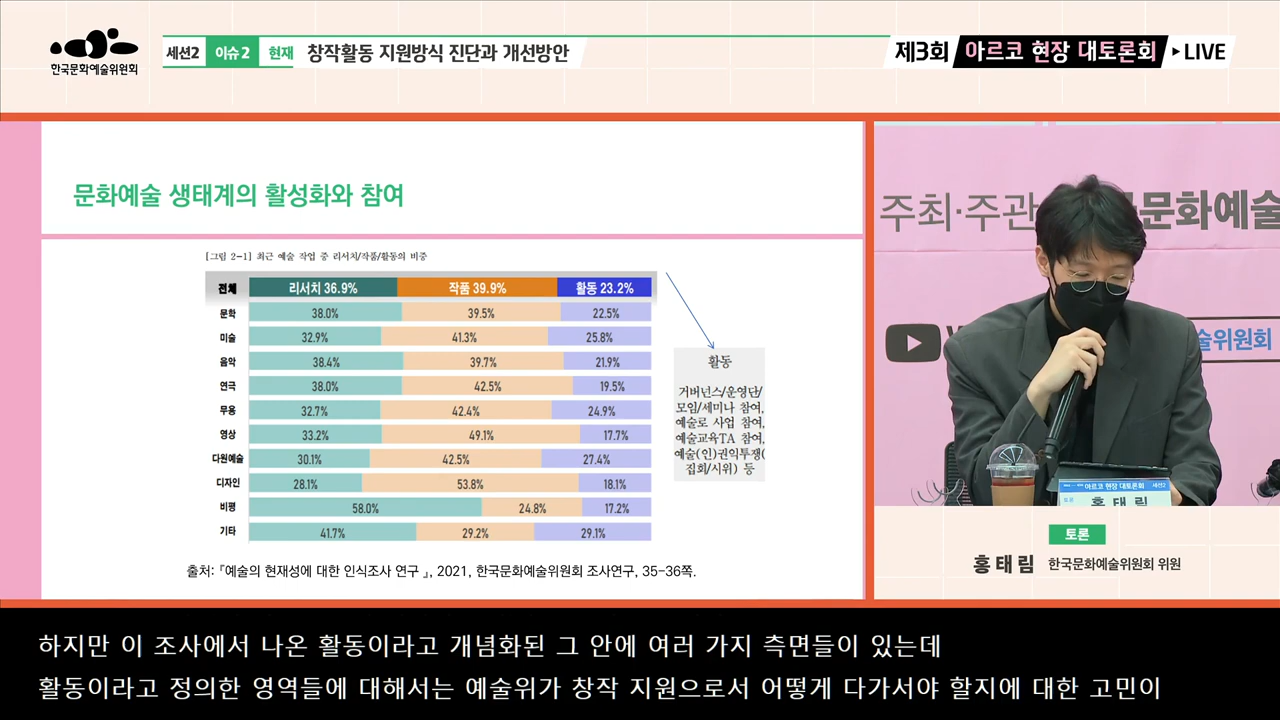 한국문화예술위원회
세션2 이슈 2 현재 창작활동 지원방식 진단과 개선방안
제3회 아르코 현장 대토론회 ▸ LIVE
문화예술 생태계의 활성화와 참여
[그림 2-1] 최근 예술 작업 중 리서치/작품/활동의 비중
전체 리서치 36.9% 작품 39.9% 활동 23.2%
문학 38.0% 39.5% 22.5%
미술 32.9% 41.3% 25.8%
음악 38.4% 39.7% 21.9%
연극 38.0% 42.5% 19.5%
무용 32.7% 42.4% 24.9%
영상 33.2% 49.1% 17.7%
다원예술 30.1% 42.5% 27.4%
디자인 28.1% 53.8% 18.1%
비평 58.0% 24.8% 17.2%
기타 41.7% 29.2% 29.1%
활동
거버넌스/운영단/
모임/세미나 참여,
예술로 사업 참여,
예술교육TA 참여,
예술(인)권익투쟁(
집회/시위) 등
출처: 『예술의 현재성에 대한 인식조사 연구 』, 2021, 한국문화예술위원회 조사연구, 35-36쪽.
주최·주관
문화예술
술위원회
아르코 현장 대토론회 세션2
토론
홍태림
토론
홍태림 한국문화예술위원회 위원
하지만 이 조사에서 나온 활동이라고 개념화된 그 안에 여러 가지 측면들이 있는데
활동이라고 정의한 영역들에 대해서는 예술위가 창작 지원으로서 어떻게 다가서야 할지에 대한 고민이